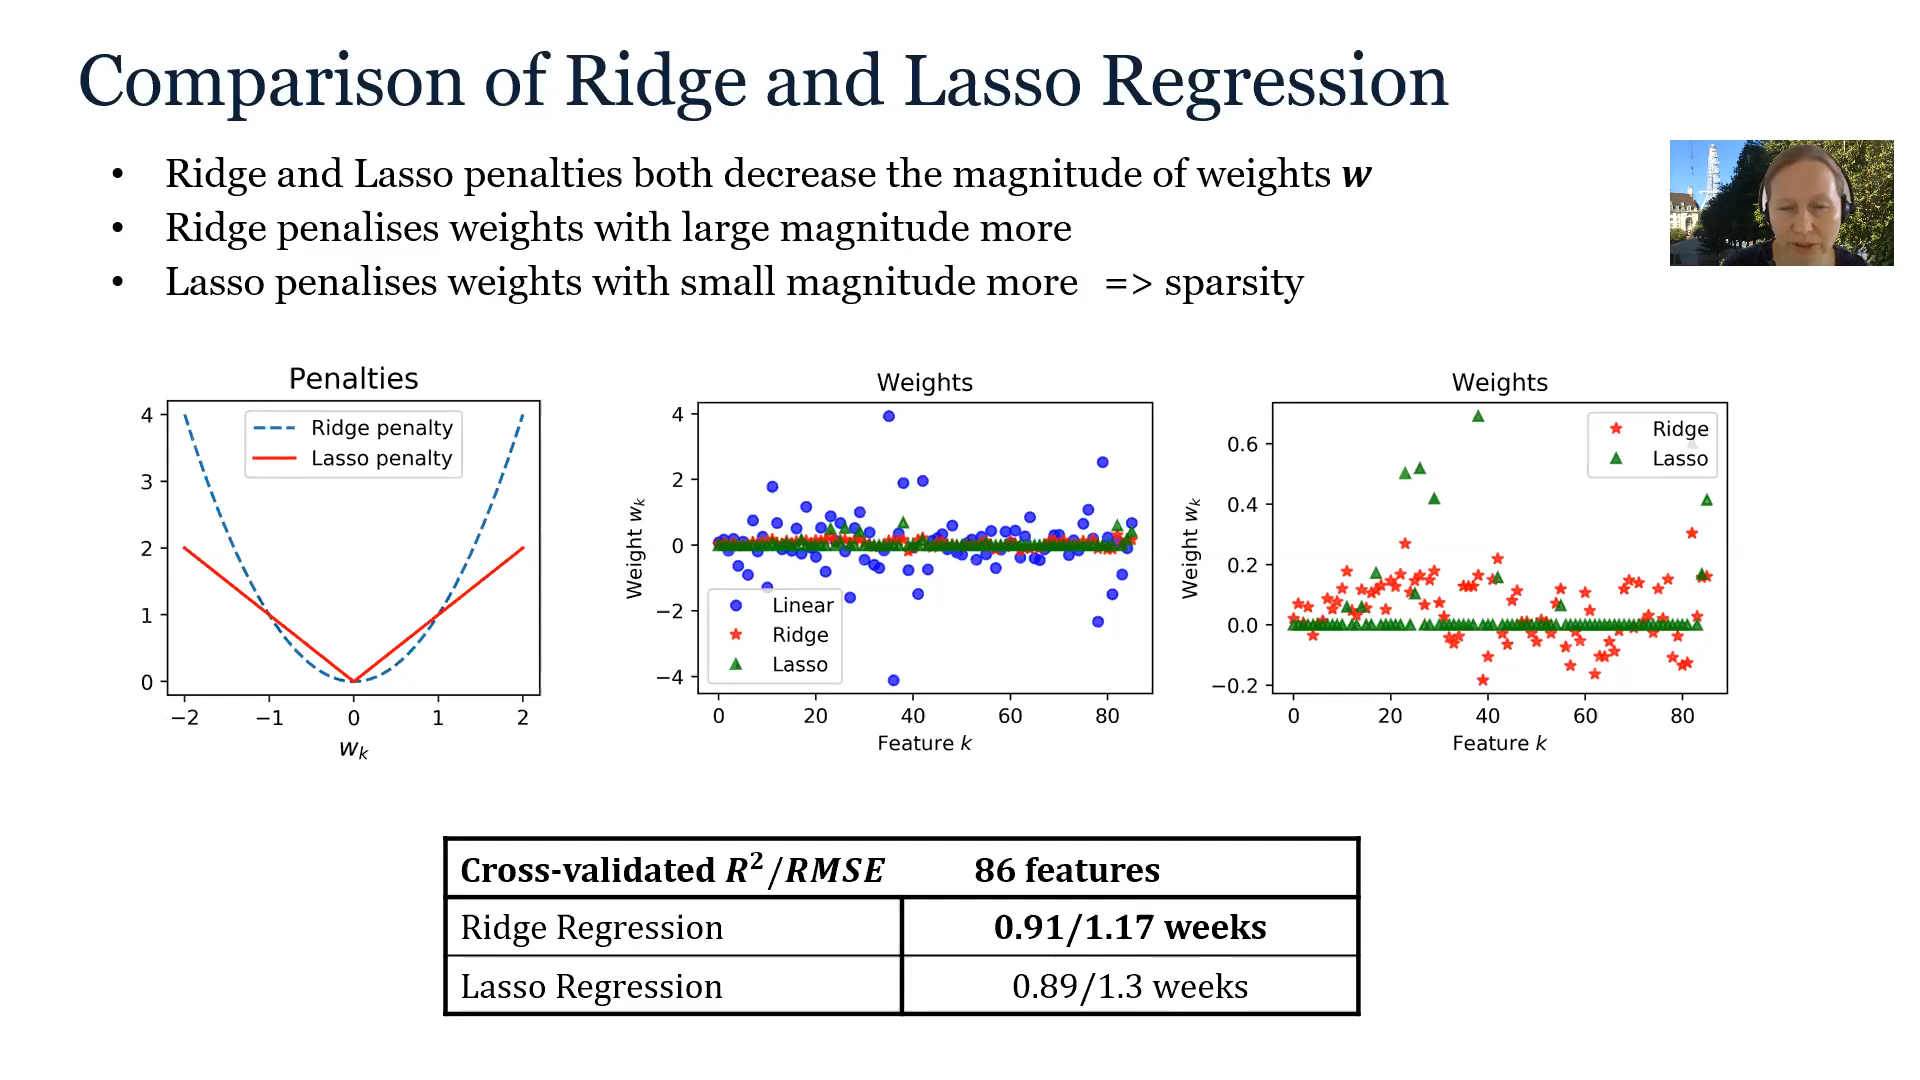 Comparison of Ridge and Lasso Regression
• Ridge and Lasso penalties both decrease the magnitude of weights w
• Ridge penalises weights with large magnitude more
• Lasso penalises weights with small magnitude more => sparsity
Penalties
Ridge penalty
Lasso penalty
4
3
2
1
0
−2 −1 0 1 2
wₖ
Weights
4
2
0
−2
−4
Weight wₖ
Linear
Ridge
Lasso
0 20 40 60 80
Feature k
Weights
Ridge
Lasso
0.6
0.4
0.2
0.0
−0.2
Weight wₖ
0 20 40 60 80
Feature k
Cross-validated R²/RMSE 86 features
Ridge Regression 0.91/1.17 weeks
Lasso Regression 0.89/1.3 weeks